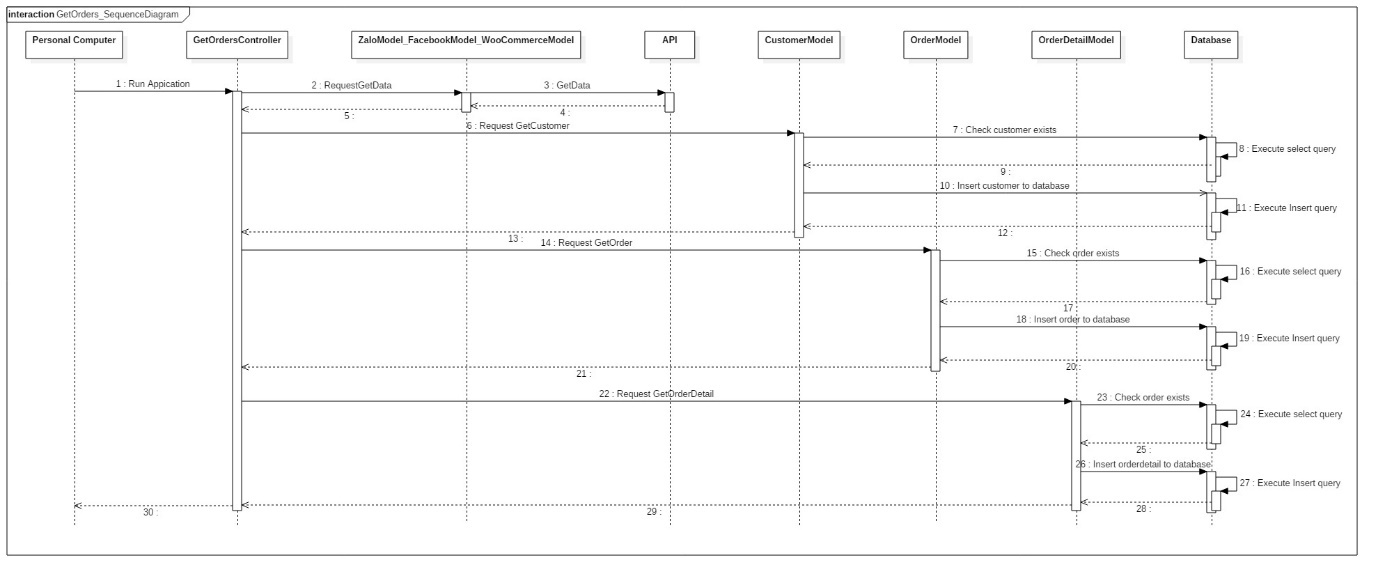 interaction GetOrders_SequenceDiagram
Personal Computer
GetOrdersController
ZaloModel_FacebookModel_WooCommerceModel
API
CustomerModel
OrderModel
OrderDetailModel
Database
1 : Run Appication
2 : RequestGetData
3 : GetData
4 :
5 :
6 : Request GetCustomer
7 : Check customer exists
8 : Execute select query
9 :
10 : Insert customer to database
11 : Execute Insert query
12 :
13 :
14 : Request GetOrder
15 : Check order exists
16 : Execute select query
17 :
18 : Insert order to database
19 : Execute Insert query
20 :
21 :
22 : Request GetOrderDetail
23 : Check order exists
24 : Execute select query
25 :
26 : Insert orderdetail to database
27 : Execute Insert query
28 :
29 :
30 :